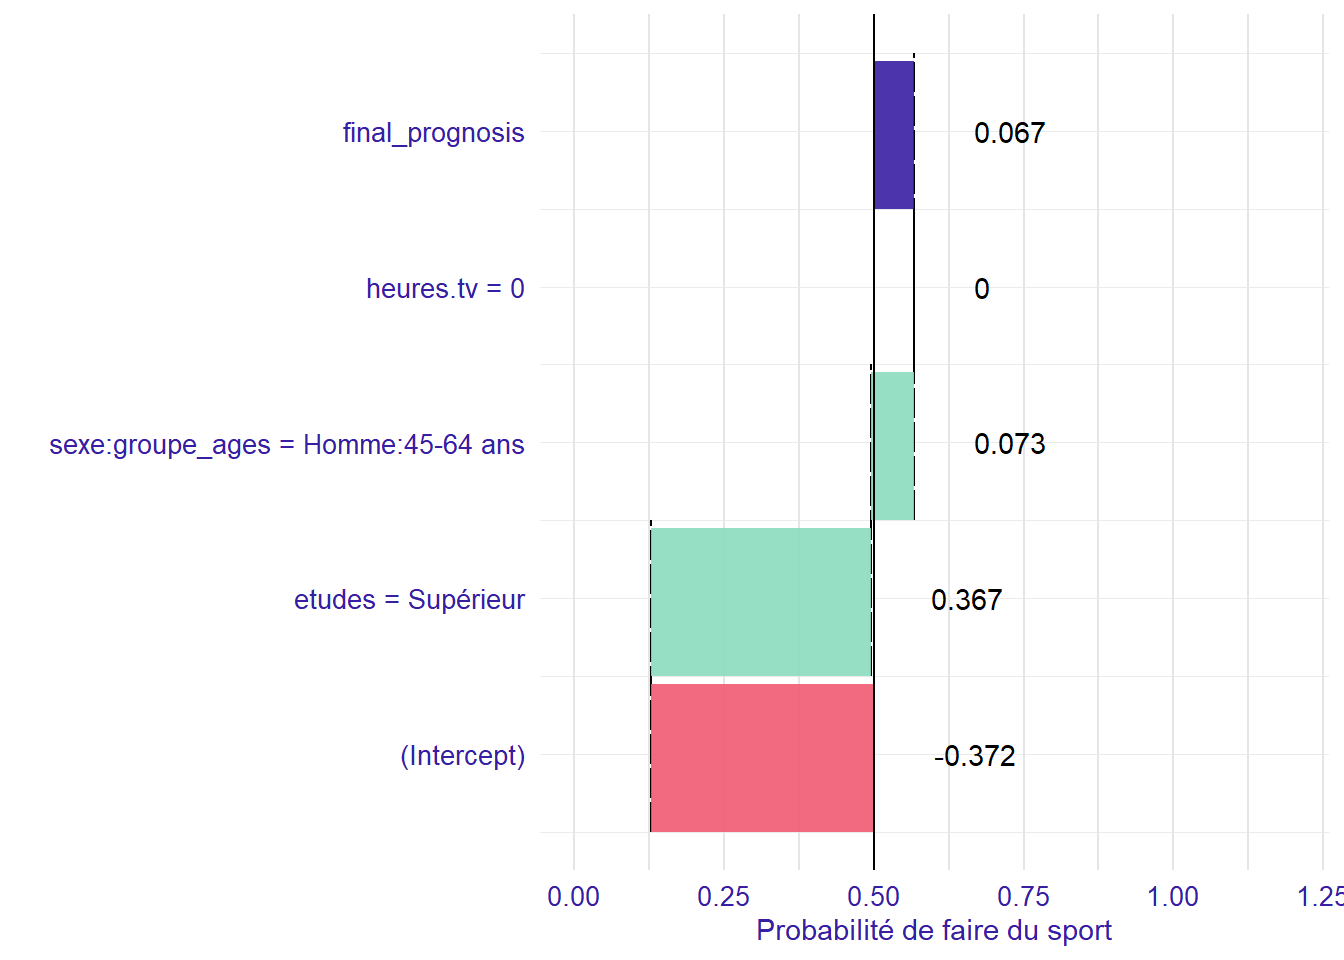 final_prognosis 0.067
heures.tv = 0 0
sexe:groupe_ages = Homme:45-64 ans 0.073
etudes = Supérieur 0.367
(Intercept) -0.372
0.00 0.25 0.50 0.75 1.00 1.25
Probabilité de faire du sport